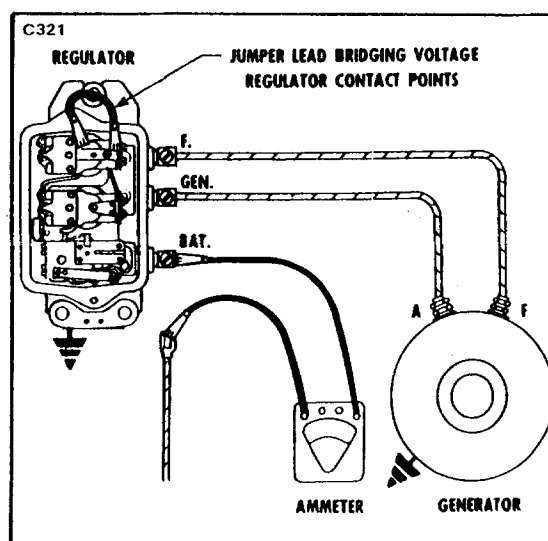 C321
REGULATOR
JUMPER LEAD BRIDGING VOLTAGE
REGULATOR CONTACT POINTS
F.
GEN.
BAT.
A
F
AMMETER
GENERATOR